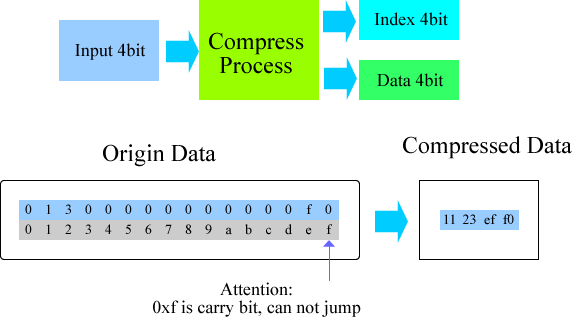 Input 4bit
Compress
Process
Index 4bit
Data 4bit
Origin Data
Compressed Data
0 1 3 0 0 0 0 0 0 0 0 0 0 0 f 0
0 1 2 3 4 5 6 7 8 9 a b c d e f
11 23 ef f0
Attention:
0xf is carry bit, can not jump